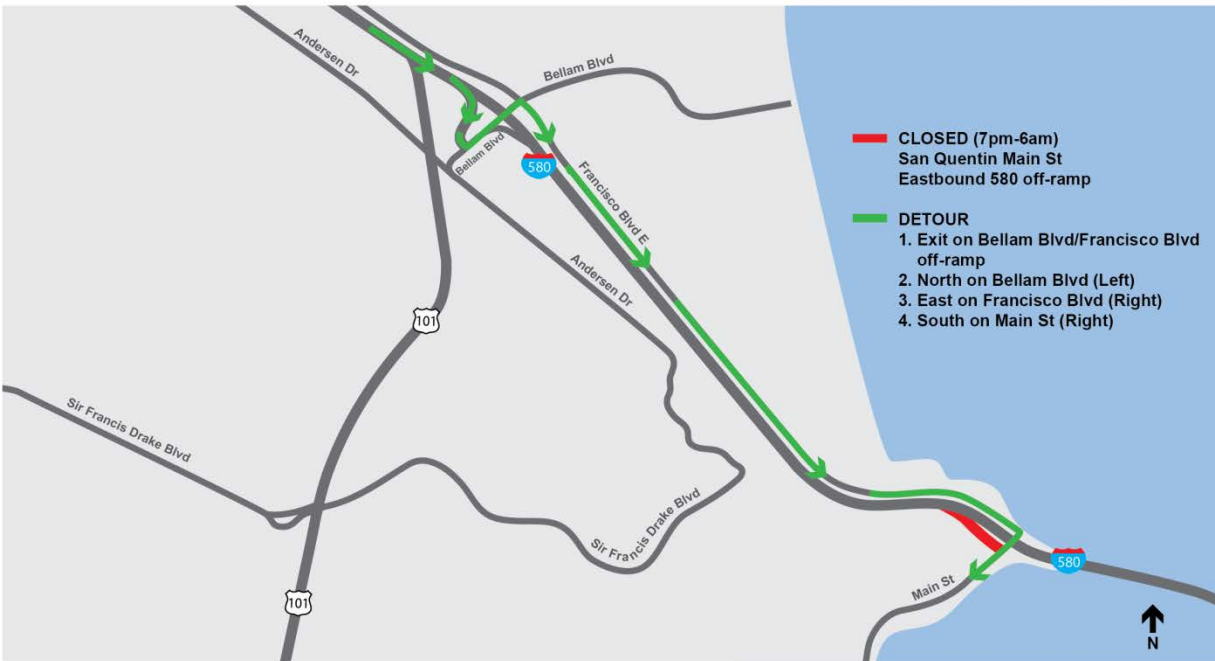 Andersen Dr
Bellam Blvd
Bellam Blvd
580
Francisco Blvd E
CLOSED (7pm-6am)
San Quentin Main St
Eastbound 580 off-ramp
DETOUR
1. Exit on Bellam Blvd/Francisco Blvd
off-ramp
2. North on Bellam Blvd (Left)
3. East on Francisco Blvd (Right)
4. South on Main St (Right)
Andersen Dr
101
Sir Francis Drake Blvd
Sir Francis Drake Blvd
580
Main St
101
N